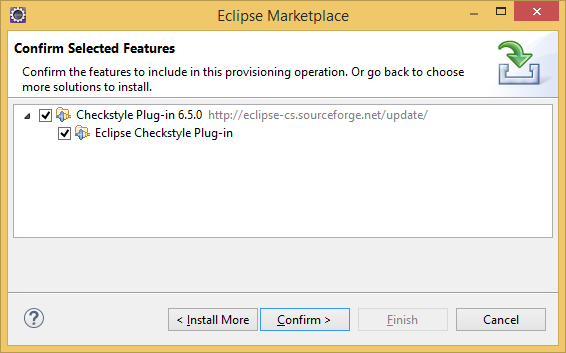 Eclipse Marketplace
Confirm Selected Features
Confirm the features to include in this provisioning operation. Or go back to choose
more solutions to install.
Checkstyle Plug-in 6.5.0 http://eclipse-cs.sourceforge.net/update/
Eclipse Checkstyle Plug-in
? < Install More Confirm > Finish Cancel